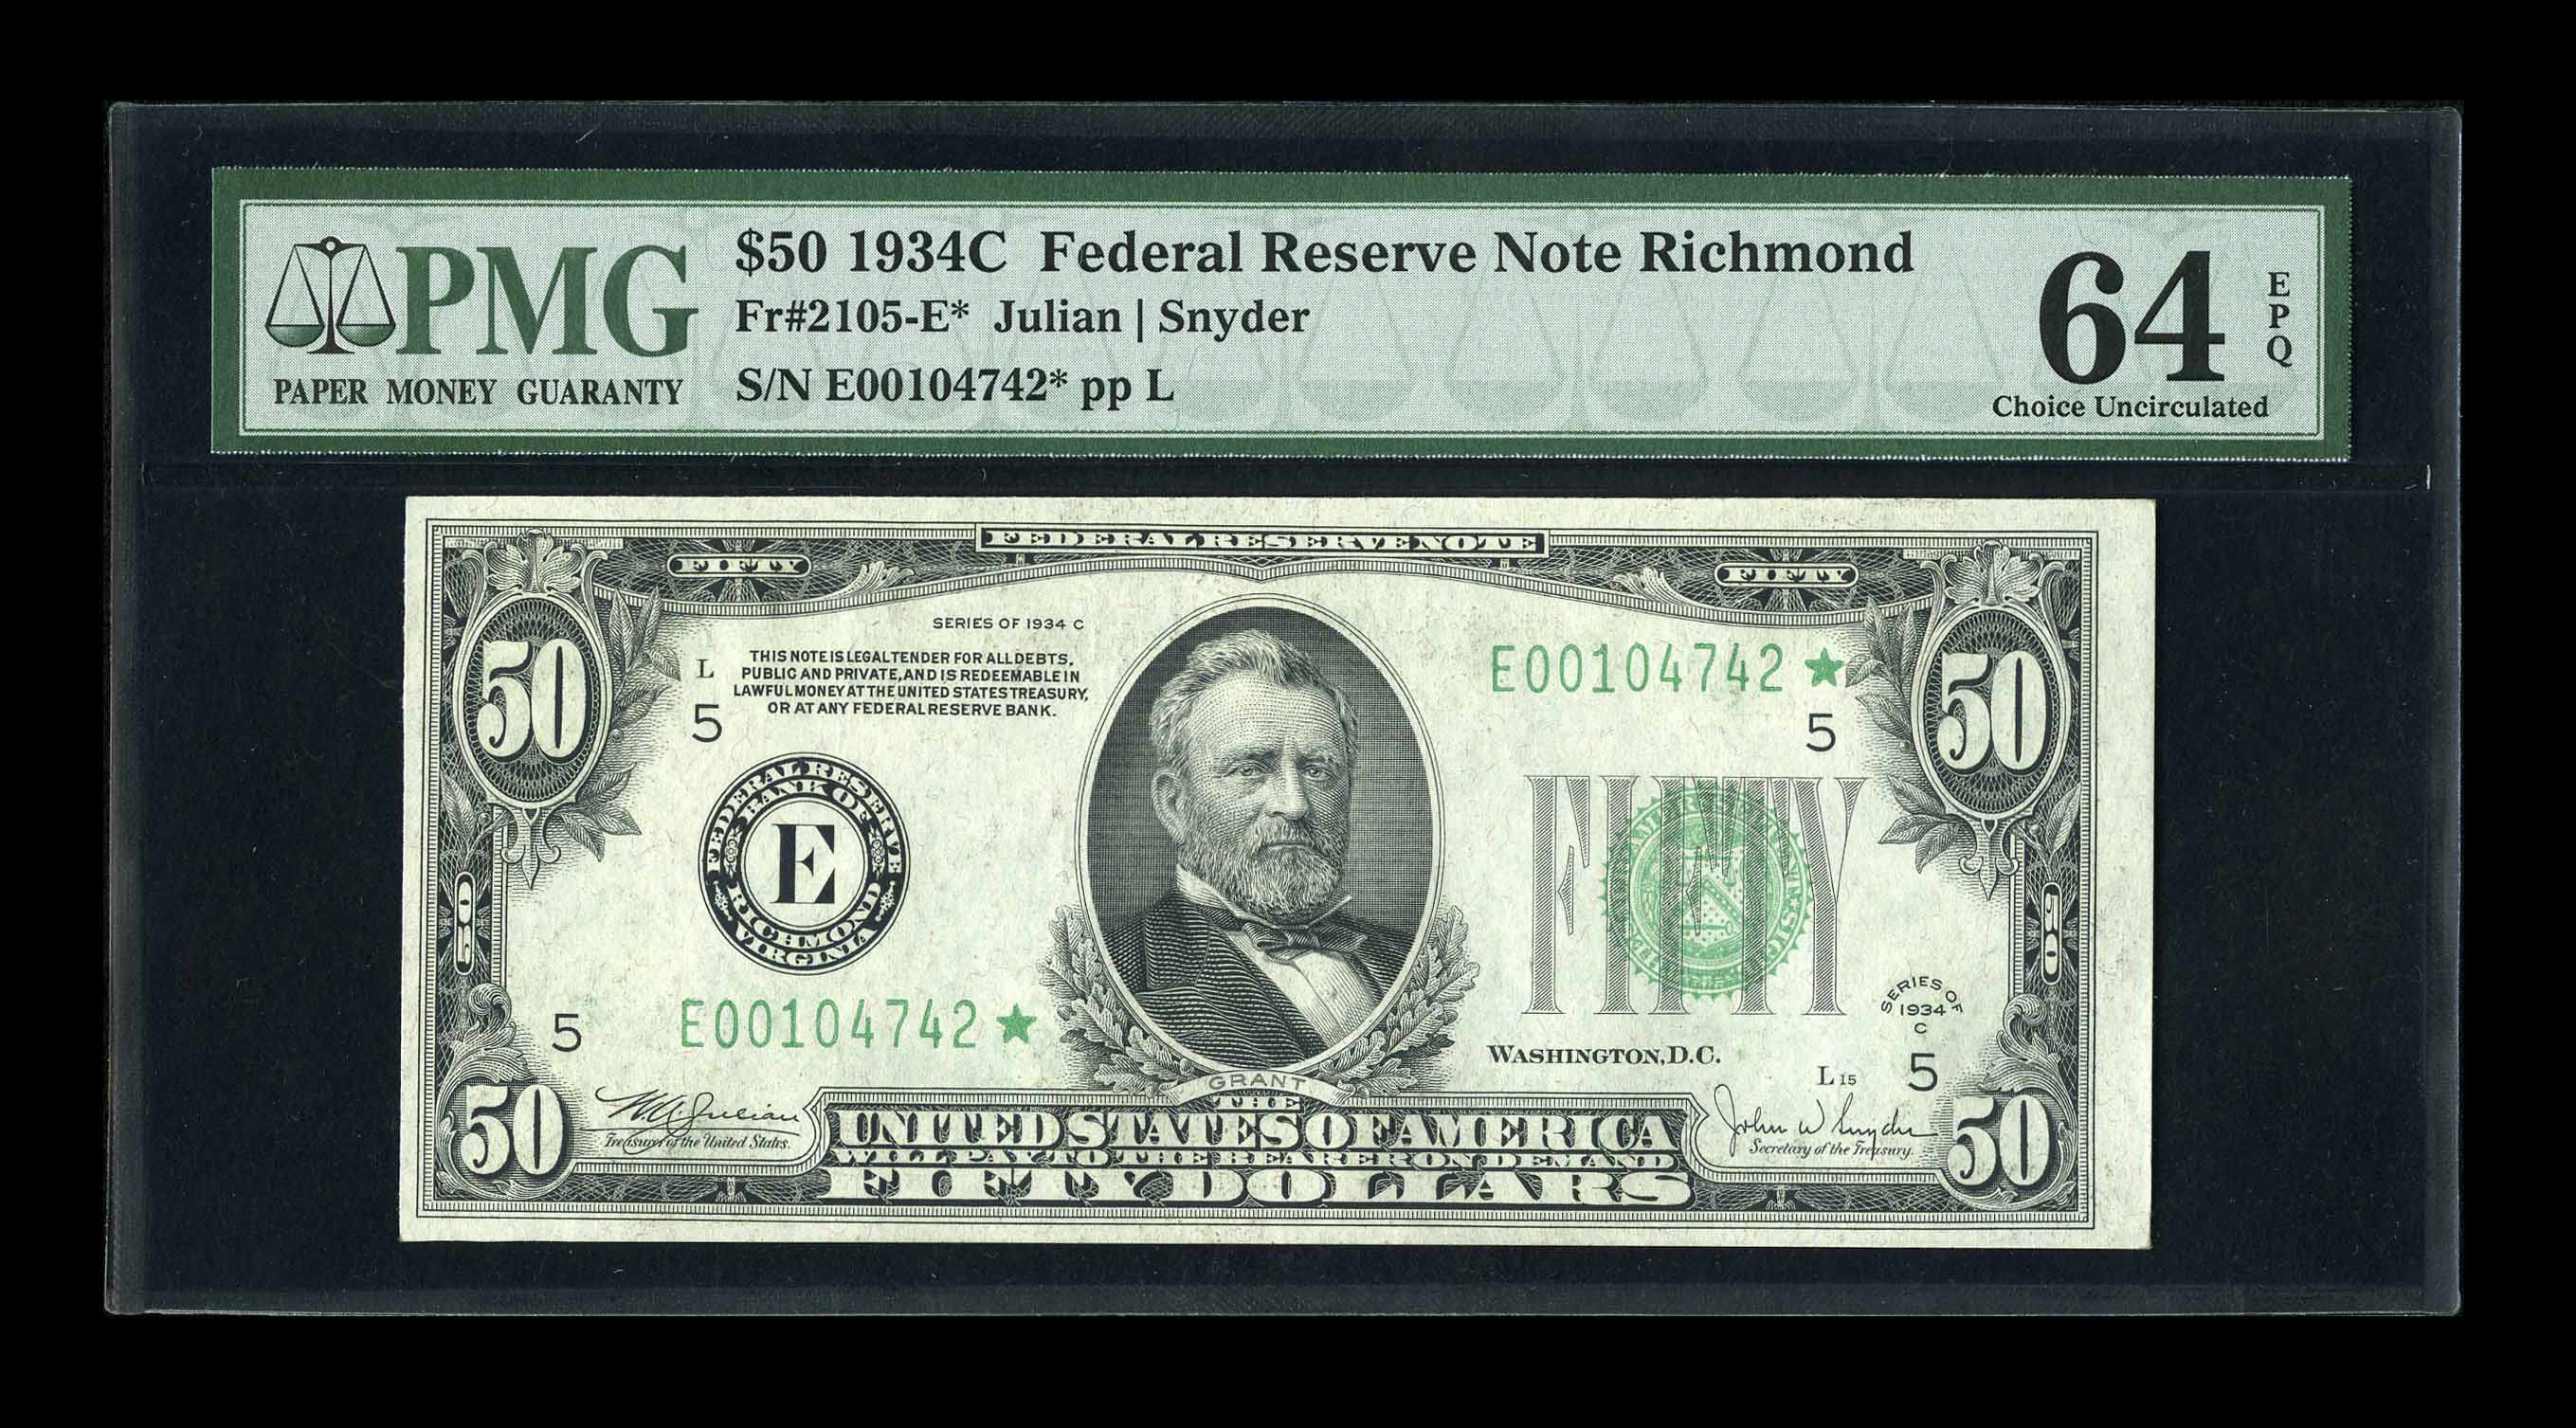 PMG
PAPER MONEY GUARANTY
$50 1934C Federal Reserve Note Richmond
Fr#2105-E* Julian | Snyder
S/N E00104742* pp L
64
EPQ
Choice Uncirculated
FEDERAL RESERVE NOTE
FIFTY
FIFTY
50
50
SERIES OF 1934 C
L
THIS NOTE IS LEGAL TENDER FOR ALL DEBTS,
PUBLIC AND PRIVATE, AND IS REDEEMABLE IN
LAWFUL MONEY AT THE UNITED STATES TREASURY,
OR AT ANY FEDERAL RESERVE BANK.
E00104742★
5
5
FEDERAL RESERVE
BANK OF
E
RICHMOND
VIRGINIA
FIFTY
50
50
5
E00104742★
SERIES OF
1934
C
WASHINGTON, D.C.
L15
5
GRANT
W A Julian
Treasurer of the United States.
John W Snyder
Secretary of the Treasury.
50
50
THE
UNITED STATES OF AMERICA
WILL PAY TO THE BEARER ON DEMAND
FIFTY DOLLARS